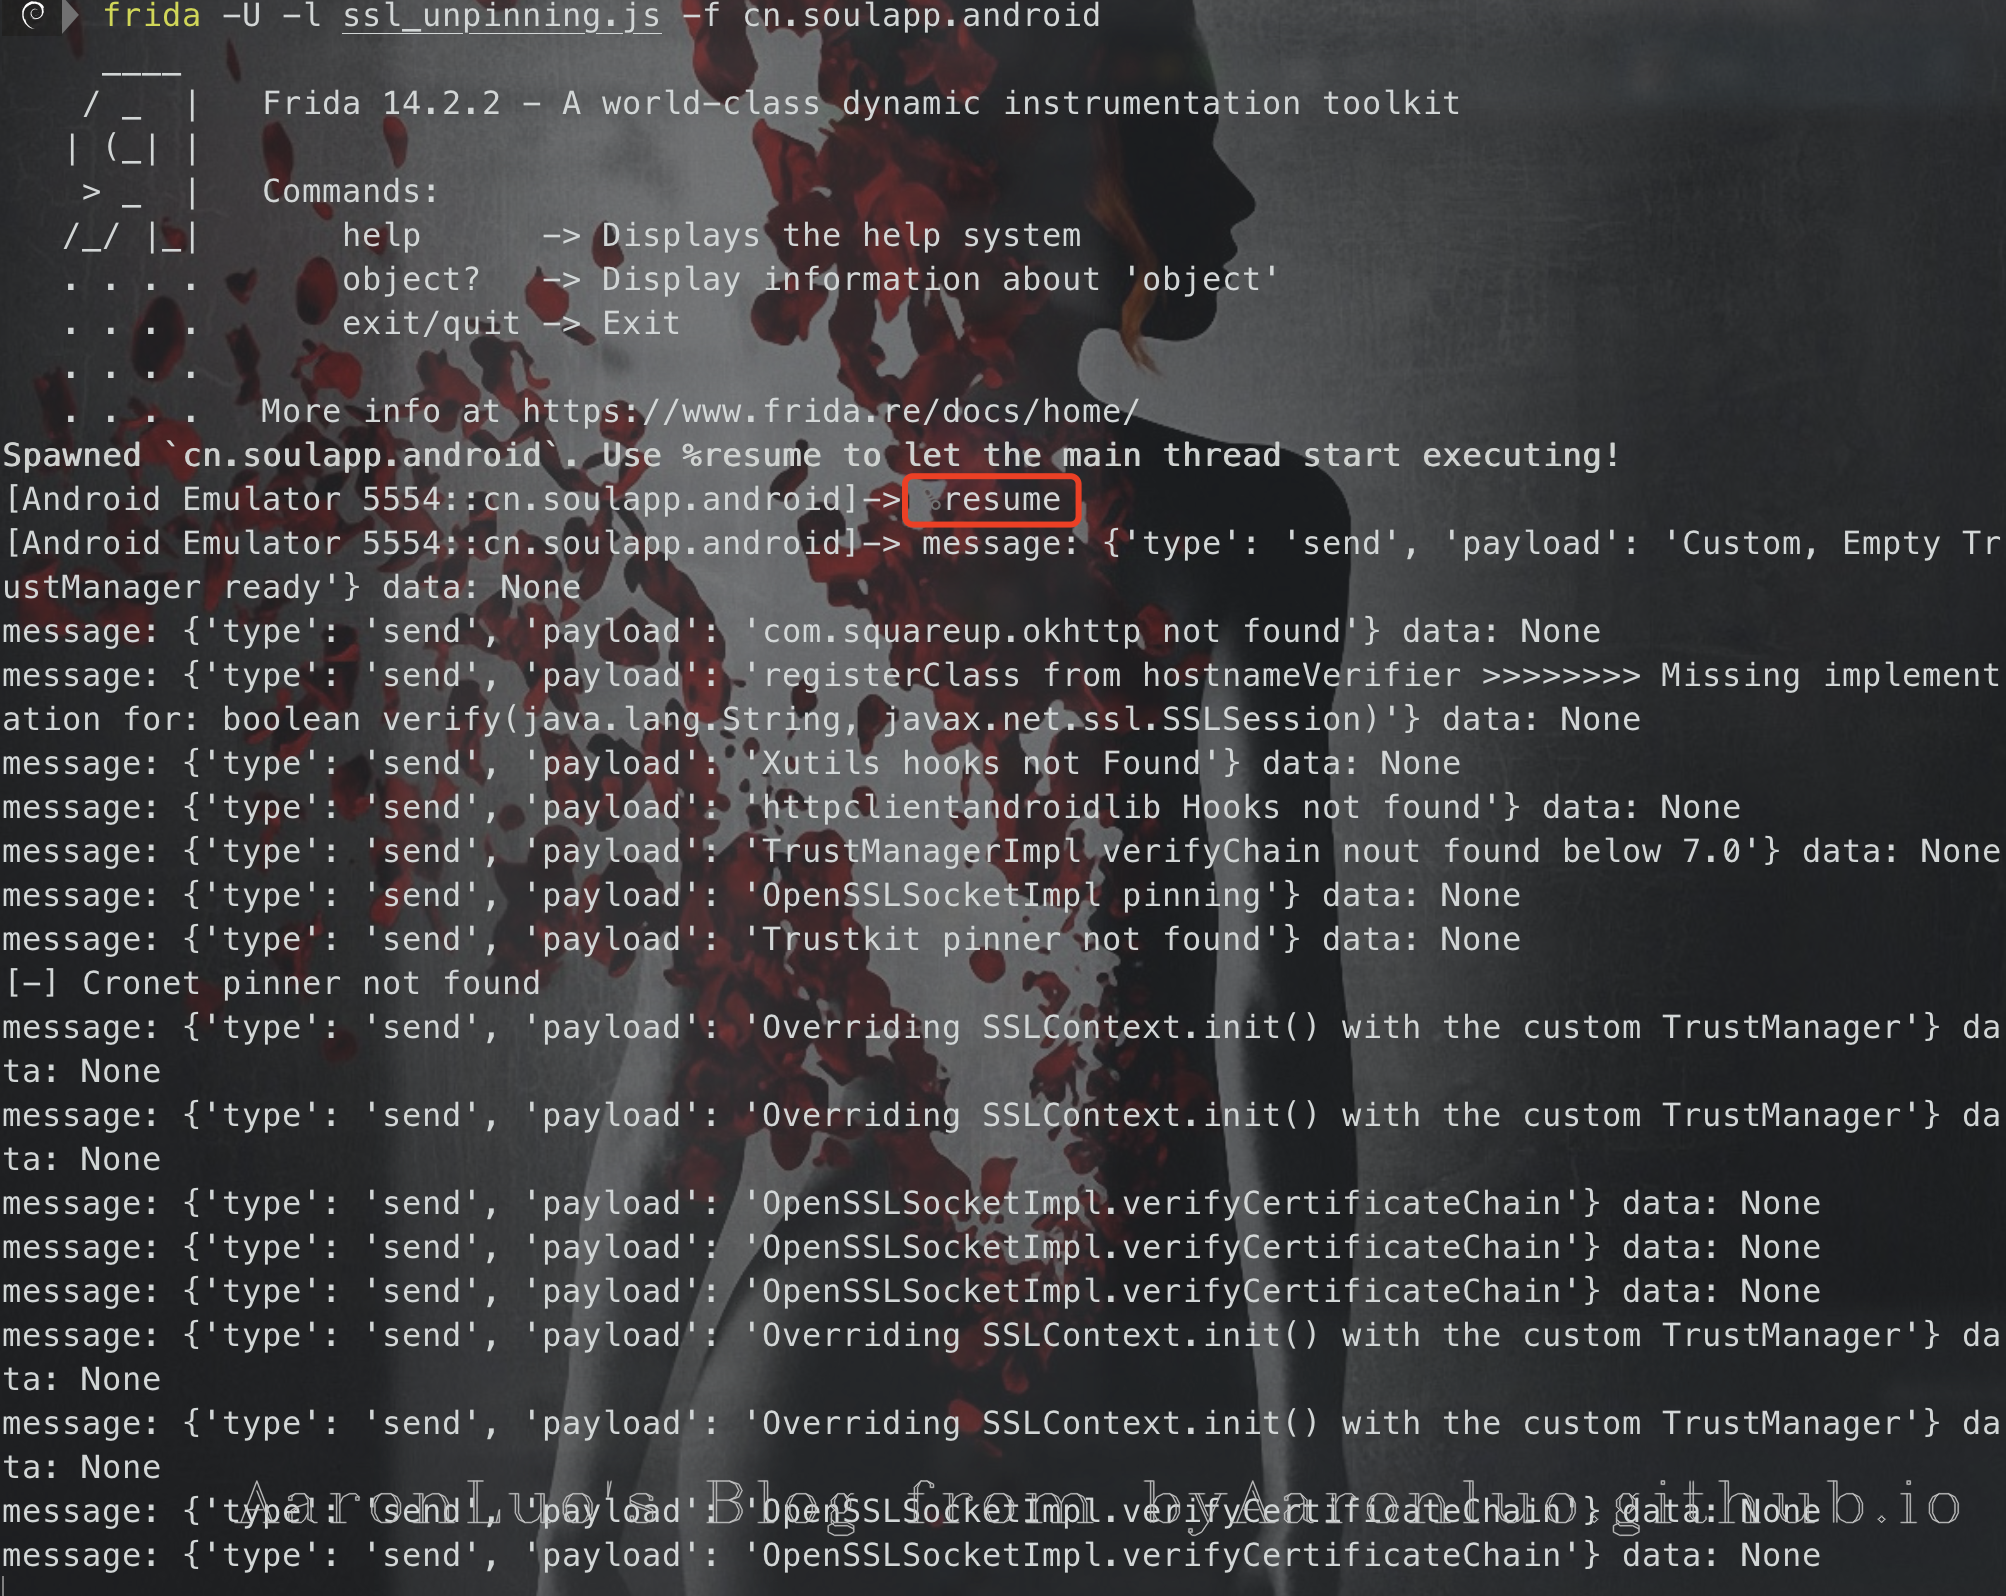 frida -U -l ssl_unpinning.js -f cn.soulapp.android
____
/ _  |   Frida 14.2.2 - A world-class dynamic instrumentation toolkit
| (_| |
> _  |   Commands:
/_/ |_|       help      -> Displays the help system
. . . .       object?   -> Display information about 'object'
. . . .       exit/quit -> Exit
. . . .
. . . .   More info at https://www.frida.re/docs/home/
Spawned `cn.soulapp.android`. Use %resume to let the main thread start executing!
[Android Emulator 5554::cn.soulapp.android]-> %resume
[Android Emulator 5554::cn.soulapp.android]-> message: {'type': 'send', 'payload': 'Custom, Empty Tr
ustManager ready'} data: None
message: {'type': 'send', 'payload': 'com.squareup.okhttp not found'} data: None
message: {'type': 'send', 'payload': 'registerClass from hostnameVerifier >>>>>>>> Missing implement
ation for: boolean verify(java.lang.String, javax.net.ssl.SSLSession)'} data: None
message: {'type': 'send', 'payload': 'Xutils hooks not Found'} data: None
message: {'type': 'send', 'payload': 'httpclientandroidlib Hooks not found'} data: None
message: {'type': 'send', 'payload': 'TrustManagerImpl verifyChain nout found below 7.0'} data: None
message: {'type': 'send', 'payload': 'OpenSSLSocketImpl pinning'} data: None
message: {'type': 'send', 'payload': 'Trustkit pinner not found'} data: None
[-] Cronet pinner not found
message: {'type': 'send', 'payload': 'Overriding SSLContext.init() with the custom TrustManager'} da
ta: None
message: {'type': 'send', 'payload': 'Overriding SSLContext.init() with the custom TrustManager'} da
ta: None
message: {'type': 'send', 'payload': 'OpenSSLSocketImpl.verifyCertificateChain'} data: None
message: {'type': 'send', 'payload': 'OpenSSLSocketImpl.verifyCertificateChain'} data: None
message: {'type': 'send', 'payload': 'OpenSSLSocketImpl.verifyCertificateChain'} data: None
message: {'type': 'send', 'payload': 'Overriding SSLContext.init() with the custom TrustManager'} da
ta: None
message: {'type': 'send', 'payload': 'Overriding SSLContext.init() with the custom TrustManager'} da
ta: None
AaronLuo's Blog from byAaronluo.github.io
message: {'type': 'send', 'payload': 'OpenSSLSocketImpl.verifyCertificateChain'} data: None
message: {'type': 'send', 'payload': 'OpenSSLSocketImpl.verifyCertificateChain'} data: None